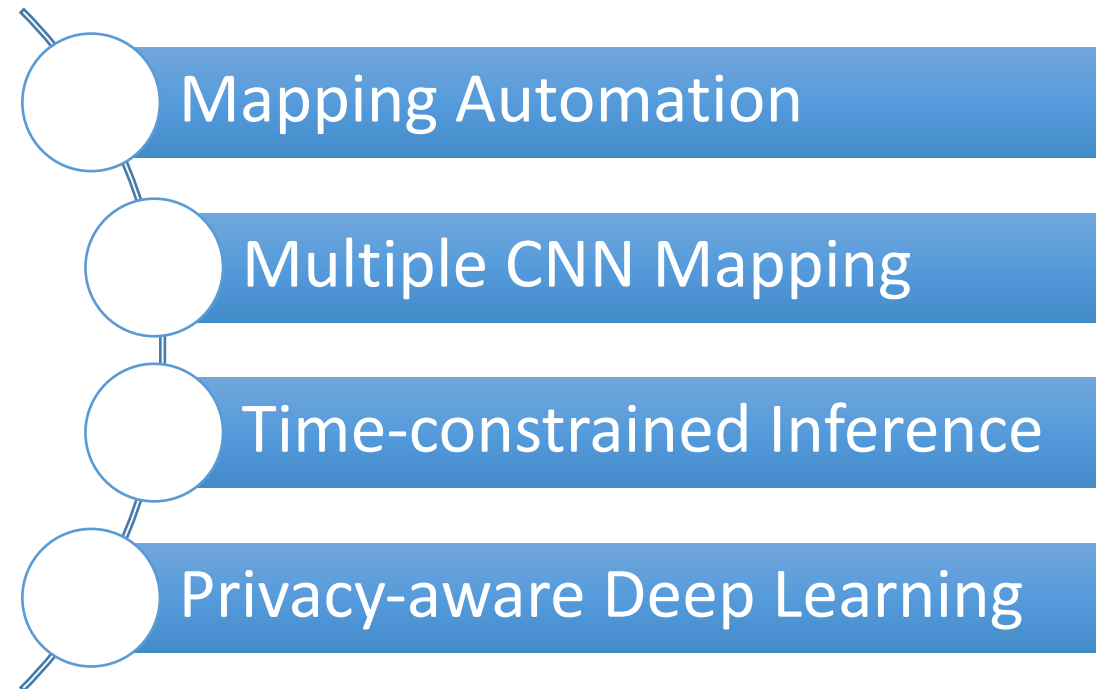 Mapping Automation
Multiple CNN Mapping
Time-constrained Inference
Privacy-aware Deep Learning